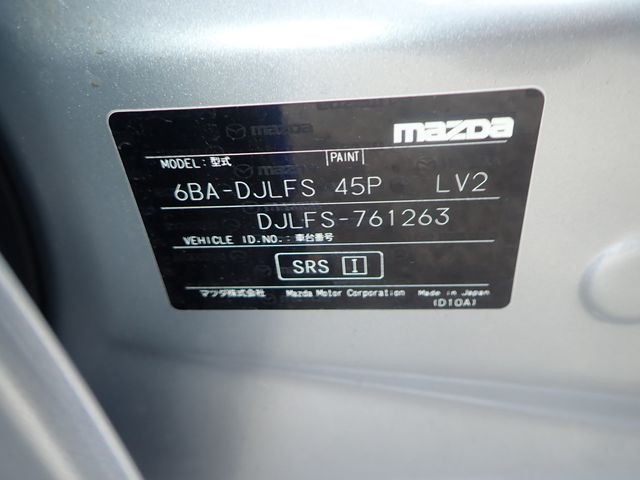 mazda
MODEL: 型式 PAINT
6BA-DJLFS 45P LV2
DJLFS-761263
VEHICLE ID.NO.: 車台番号
SRS I
マツダ株式会社 Mazda Motor Corporation Made in Japan
(D10A)